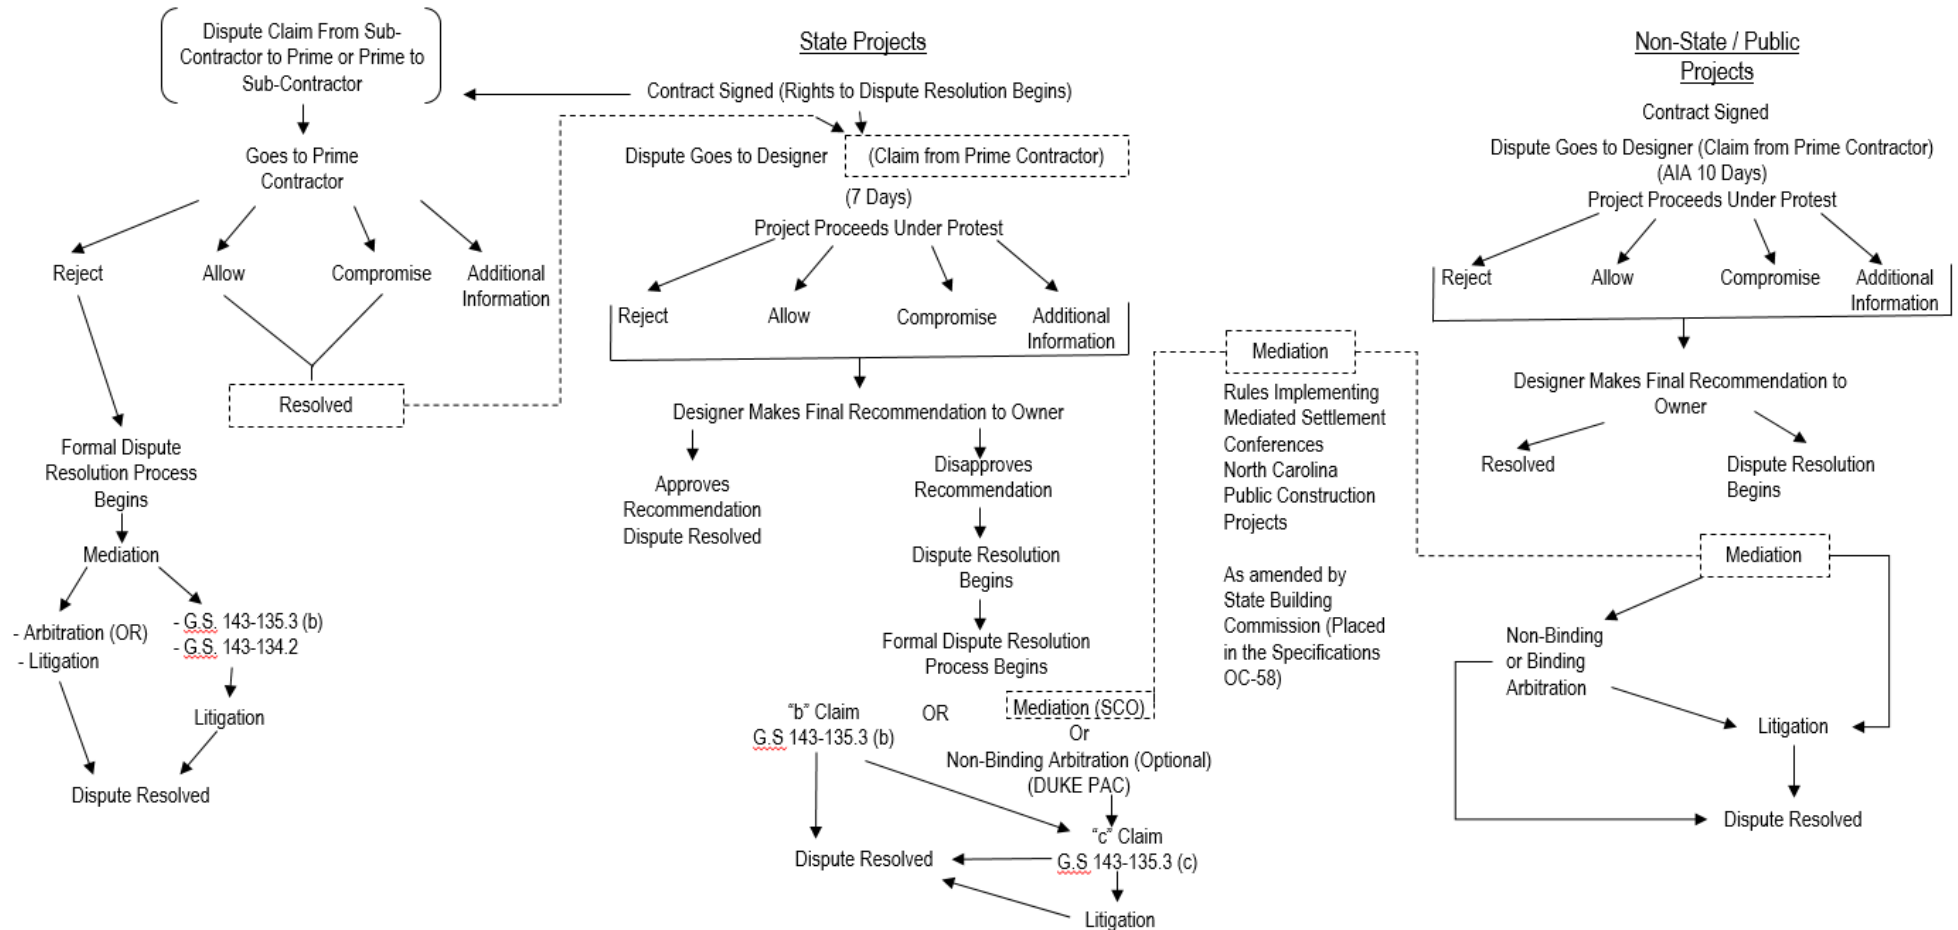 Dispute Claim From Sub-
Contractor to Prime or Prime to
Sub-Contractor
Goes to Prime
Contractor
Reject
Allow
Compromise
Additional
Information
Resolved
Formal Dispute
Resolution Process
Begins
Mediation
- Arbitration (OR)
- Litigation
- G.S. 143-135.3 (b)
- G.S. 143-134.2
Litigation
Dispute Resolved
State Projects
Contract Signed (Rights to Dispute Resolution Begins)
Dispute Goes to Designer
(Claim from Prime Contractor)
(7 Days)
Project Proceeds Under Protest
Reject
Allow
Compromise
Additional
Information
Designer Makes Final Recommendation to Owner
Approves
Recommendation
Dispute Resolved
Disapproves
Recommendation
Dispute Resolution
Begins
Formal Dispute Resolution
Process Begins
“b” Claim
G.S 143-135.3 (b)
OR
Mediation (SCO)
Or
Non-Binding Arbitration (Optional)
(DUKE PAC)
“c” Claim
G.S 143-135.3 (c)
Dispute Resolved
Litigation
Mediation
Rules Implementing
Mediated Settlement
Conferences
North Carolina
Public Construction
Projects
As amended by
State Building
Commission (Placed
in the Specifications
OC-58)
Non-State / Public
Projects
Contract Signed
Dispute Goes to Designer (Claim from Prime Contractor)
(AIA 10 Days)
Project Proceeds Under Protest
Reject
Allow
Compromise
Additional
Information
Designer Makes Final Recommendation to
Owner
Resolved
Dispute Resolution
Begins
Mediation
Non-Binding
or Binding
Arbitration
Litigation
Dispute Resolved